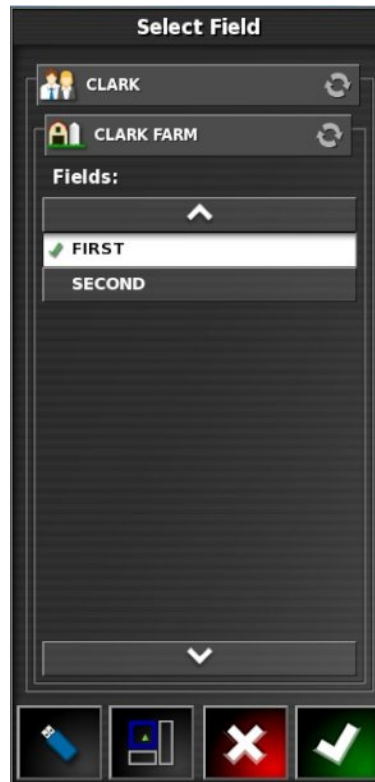 Select Field
CLARK
CLARK FARM
Fields:
FIRST
SECOND